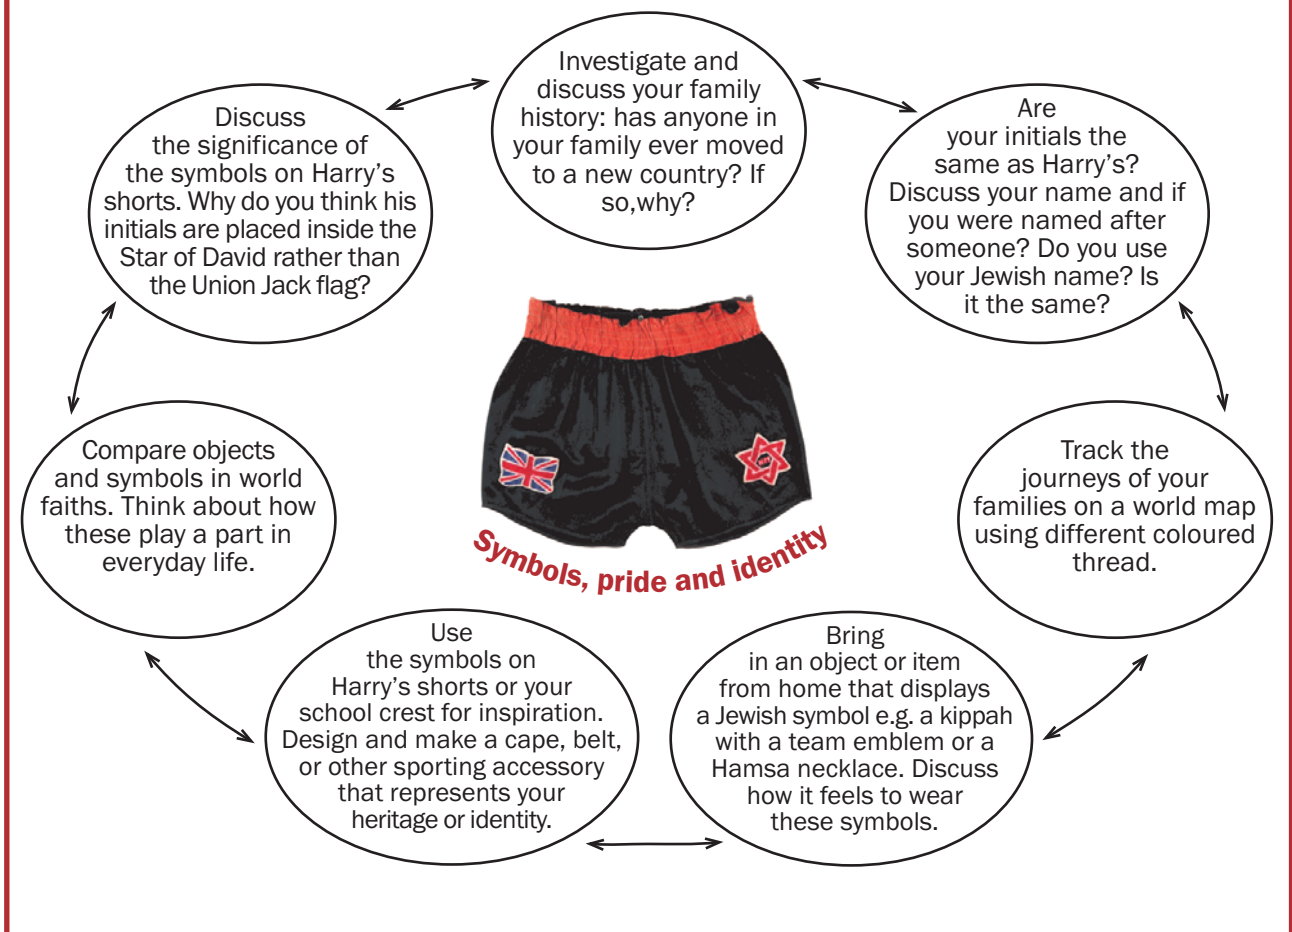 Investigate and
discuss your family
history: has anyone in
your family ever moved
to a new country? If
so,why?
Are
your initials the
same as Harry's?
Discuss your name and if
you were named after
someone? Do you use
your Jewish name? Is
it the same?
Track the
journeys of your
families on a world map
using different coloured
thread.
Bring
in an object or item
from home that displays
a Jewish symbol e.g. a kippah
with a team emblem or a
Hamsa necklace. Discuss
how it feels to wear
these symbols.
Use
the symbols on
Harry's shorts or your
school crest for inspiration.
Design and make a cape, belt,
or other sporting accessory
that represents your
heritage or identity.
Compare objects
and symbols in world
faiths. Think about how
these play a part in
everyday life.
Discuss
the significance of
the symbols on Harry's
shorts. Why do you think his
initials are placed inside the
Star of David rather than
the Union Jack flag?
Symbols, pride and identity